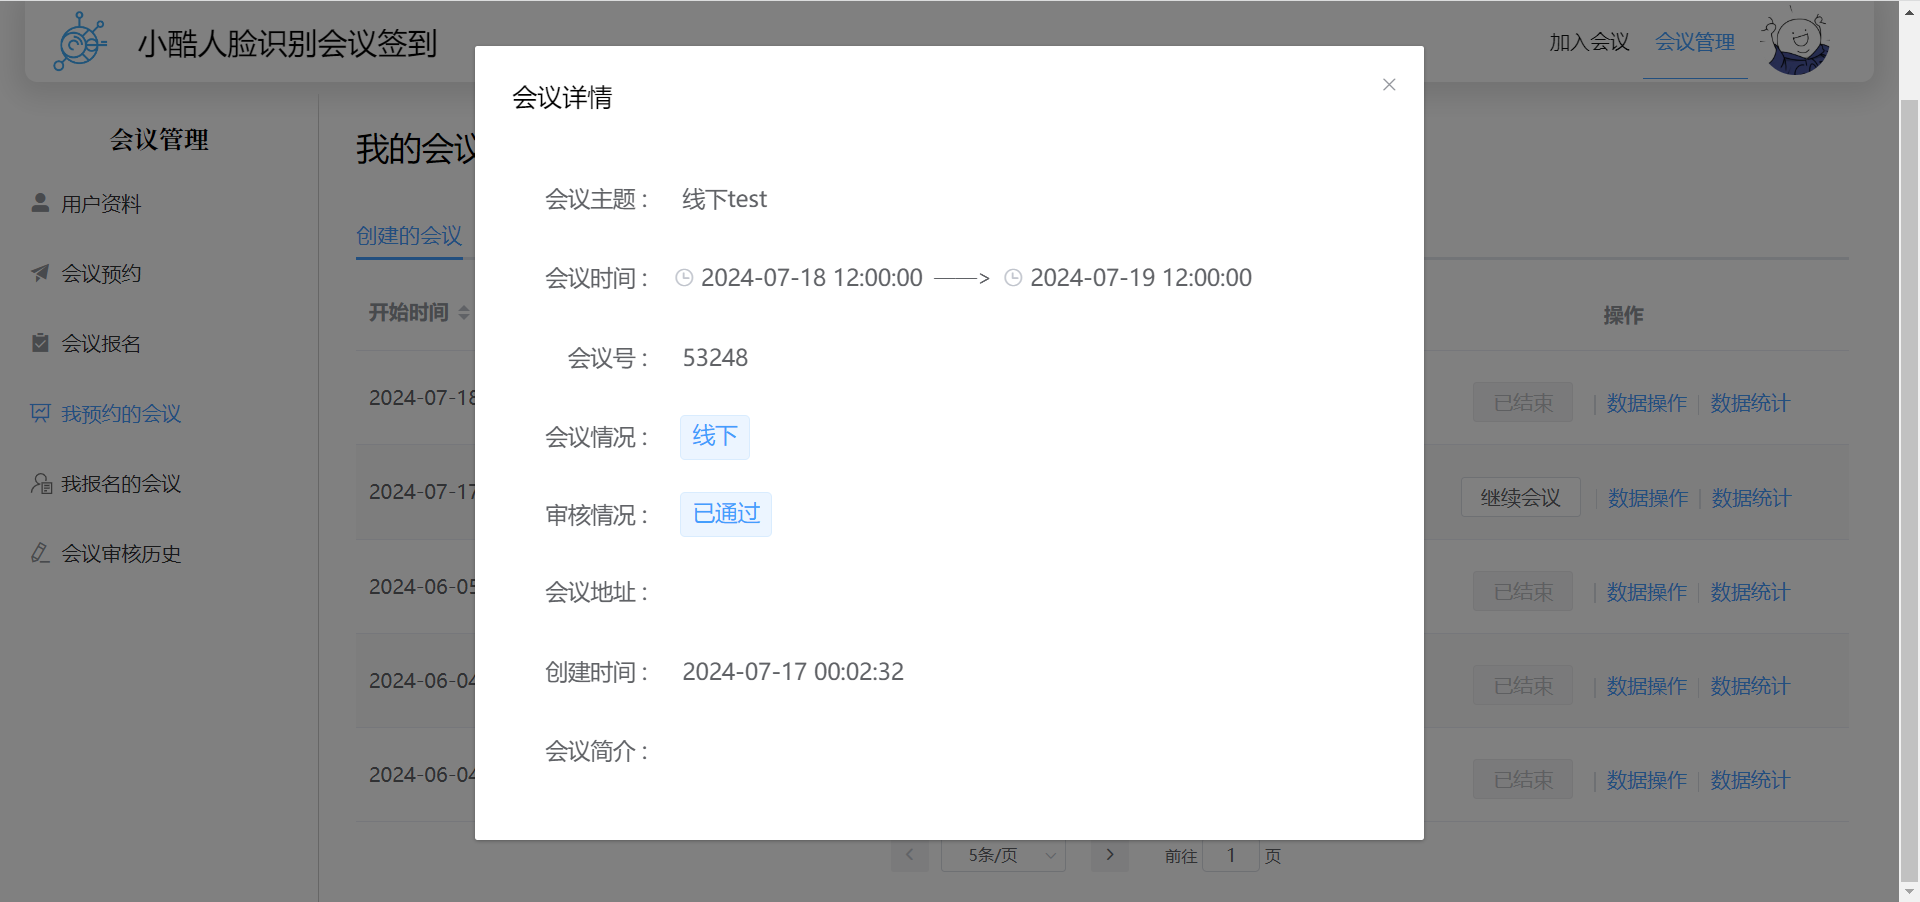 小酷人脸识别会议签到
加入会议
会议管理
会议管理
用户资料
会议预约
会议报名
我预约的会议
我报名的会议
会议审核历史
我的会议
创建的会议
开始时间
操作
2024-07-18
已结束
数据操作
数据统计
2024-07-17
继续会议
数据操作
数据统计
2024-06-05
已结束
数据操作
数据统计
2024-06-04
已结束
数据操作
数据统计
2024-06-04
已结束
数据操作
数据统计
会议详情
会议主题： 线下test
会议时间： 2024-07-18 12:00:00 ——> 2024-07-19 12:00:00
会议号： 53248
会议情况： 线下
审核情况： 已通过
会议地址：
创建时间： 2024-07-17 00:02:32
会议简介：
5条/页
前往 1 页